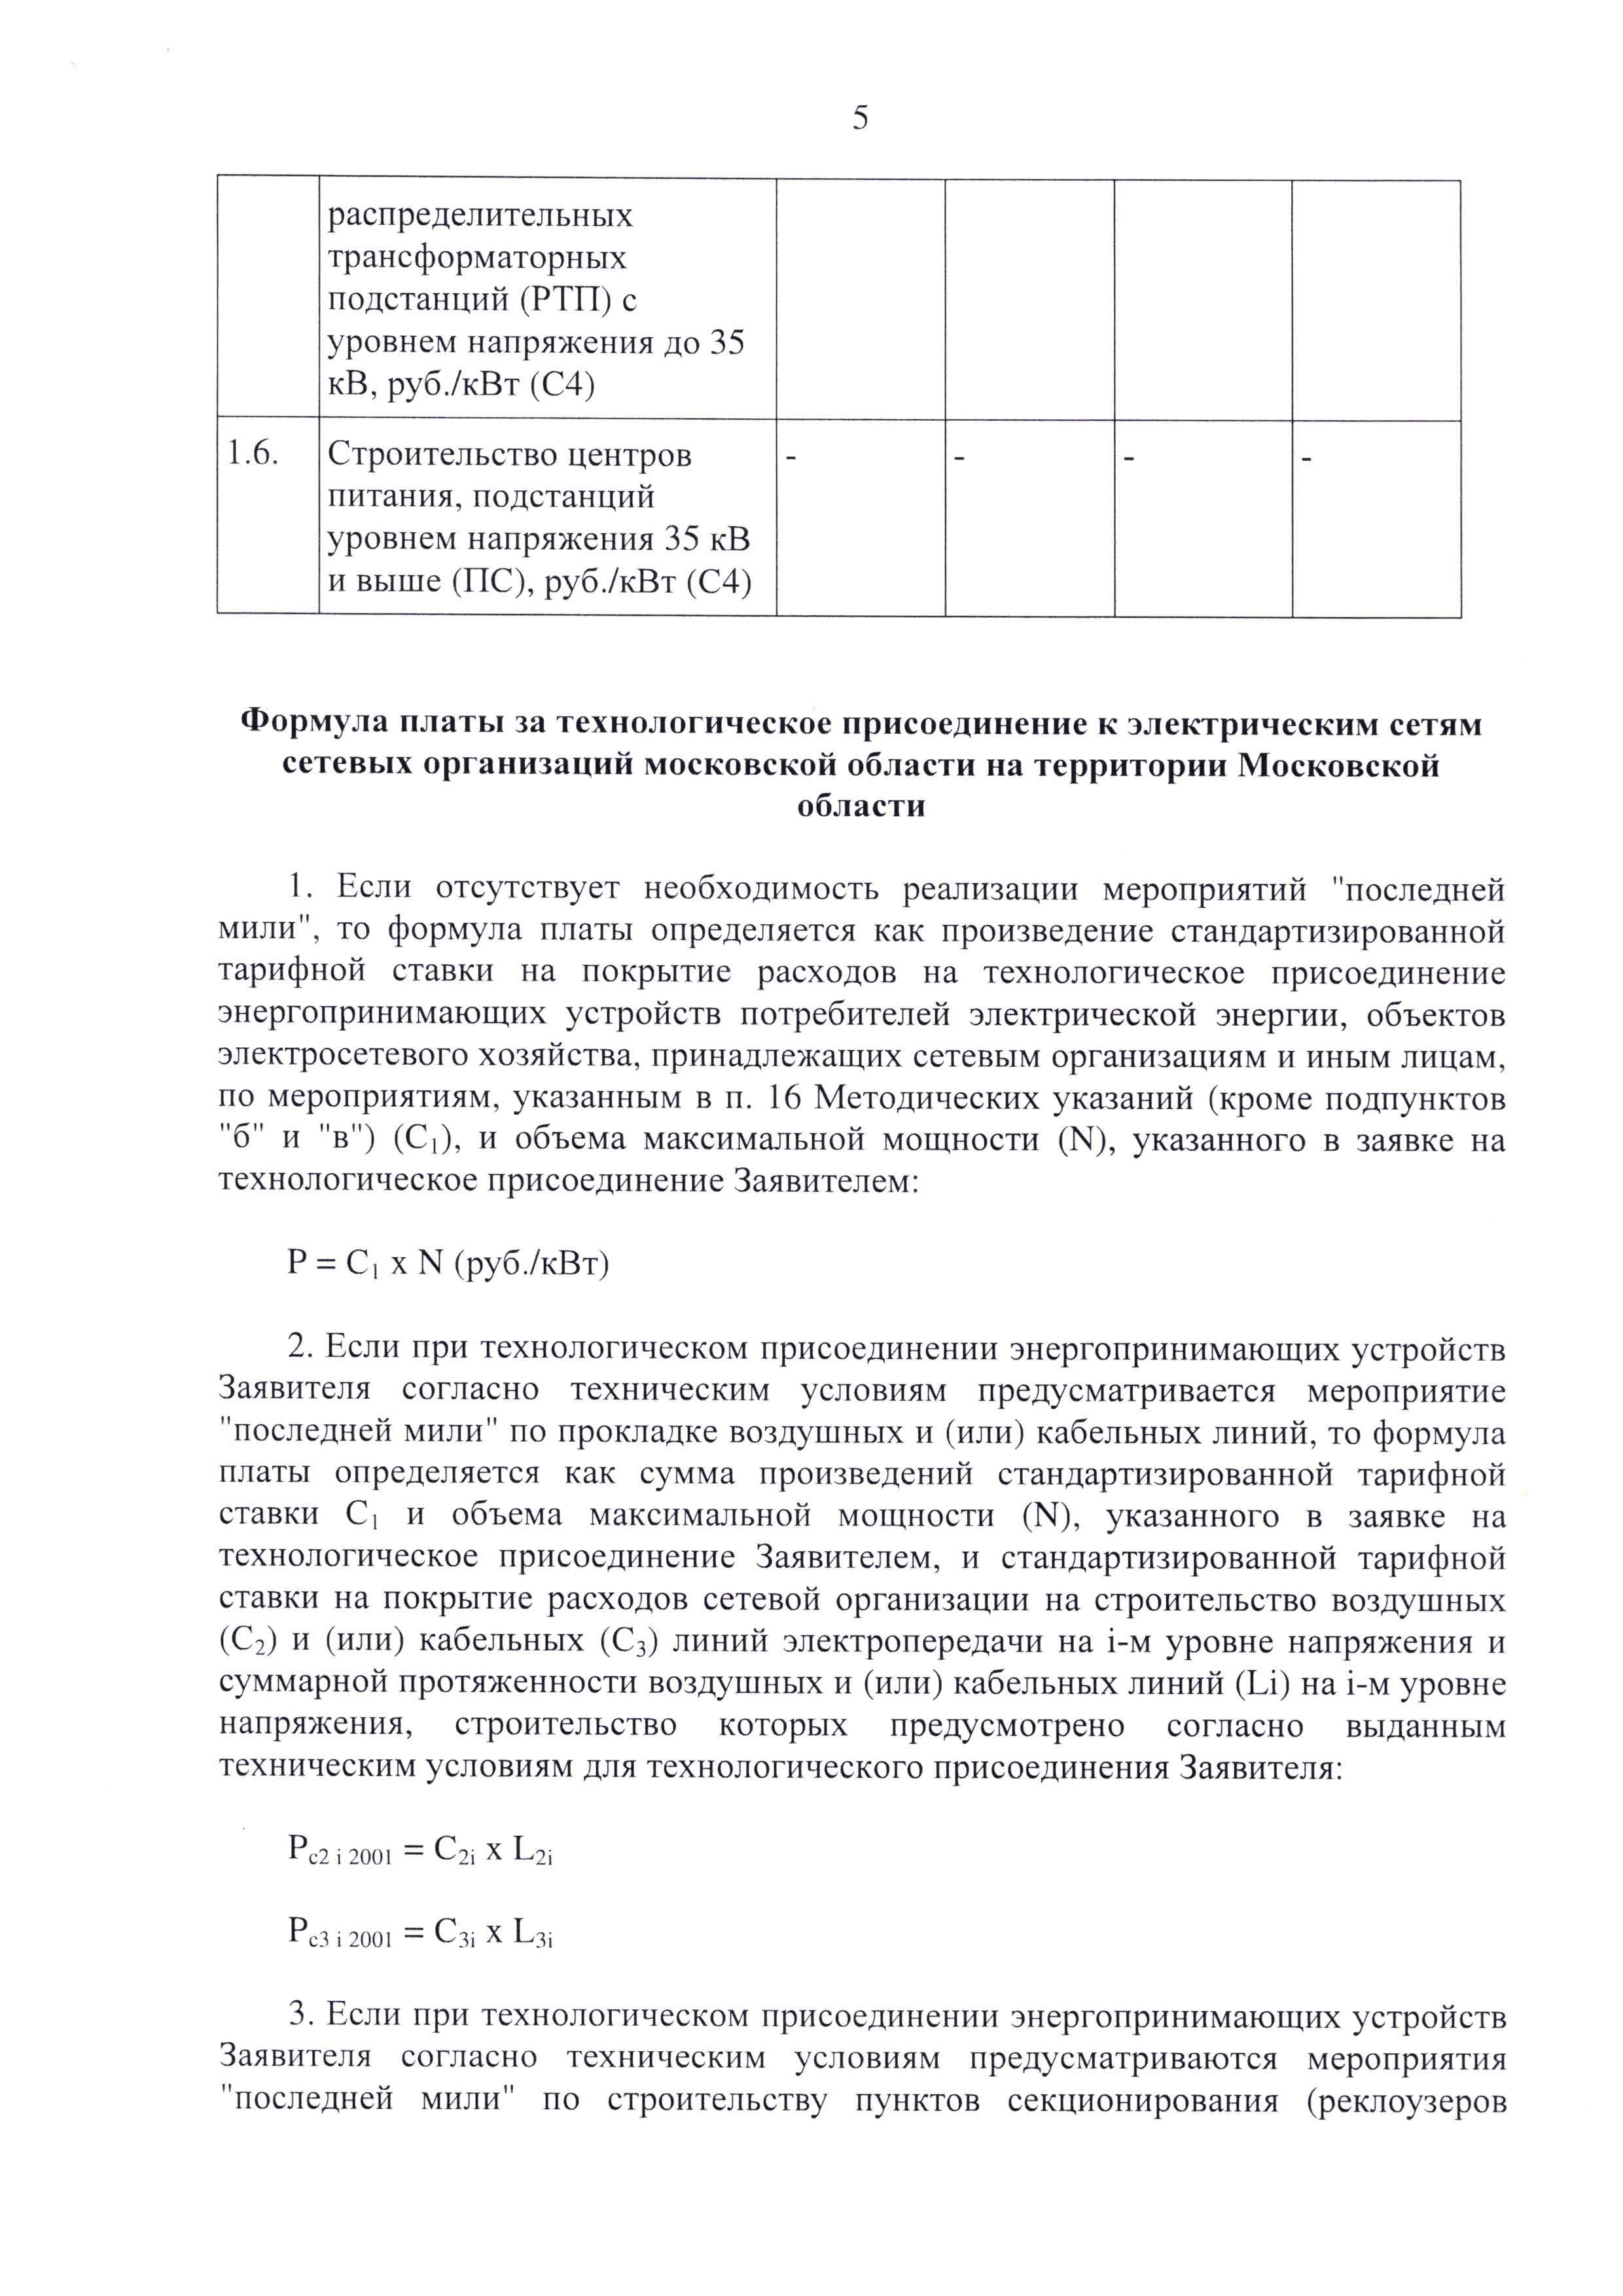 5
распределительных
трансформаторных
подстанций (РТП) с
уровнем напряжения до 35
кВ, руб./кВт (С4)
1.6. Строительство центров - - - -
питания, подстанций
уровнем напряжения 35 кВ
и выше (ПС), руб./кВт (С4)
Формула платы за технологическое присоединение к электрическим сетям
сетевых организаций московской области на территории Московской
области
1. Если отсутствует необходимость реализации мероприятий "последней
мили", то формула платы определяется как произведение стандартизированной
тарифной ставки на покрытие расходов на технологическое присоединение
энергопринимающих устройств потребителей электрической энергии, объектов
электросетевого хозяйства, принадлежащих сетевым организациям и иным лицам,
по мероприятиям, указанным в п. 16 Методических указаний (кроме подпунктов
"б" и "в") (С₁), и объема максимальной мощности (N), указанного в заявке на
технологическое присоединение Заявителем:
P = C₁ x N (руб./кВт)
2. Если при технологическом присоединении энергопринимающих устройств
Заявителя согласно техническим условиям предусматривается мероприятие
"последней мили" по прокладке воздушных и (или) кабельных линий, то формула
платы определяется как сумма произведений стандартизированной тарифной
ставки С₁ и объема максимальной мощности (N), указанного в заявке на
технологическое присоединение Заявителем, и стандартизированной тарифной
ставки на покрытие расходов сетевой организации на строительство воздушных
(С₂) и (или) кабельных (С₃) линий электропередачи на i-м уровне напряжения и
суммарной протяженности воздушных и (или) кабельных линий (Li) на i-м уровне
напряжения, строительство которых предусмотрено согласно выданным
техническим условиям для технологического присоединения Заявителя:
Pc2 i 2001 = C2i x L2i
Pc3 i 2001 = C3i x L3i
3. Если при технологическом присоединении энергопринимающих устройств
Заявителя согласно техническим условиям предусматриваются мероприятия
"последней мили" по строительству пунктов секционирования (реклоузеров